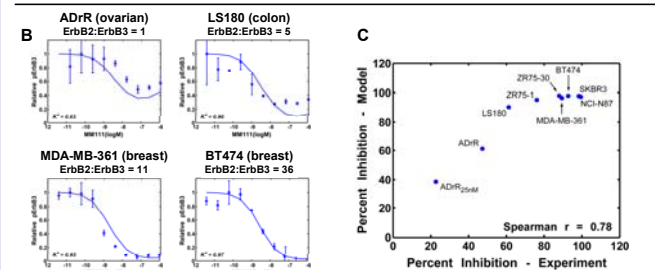 B
ADrR (ovarian)
ErbB2:ErbB3 = 1
LS180 (colon)
ErbB2:ErbB3 = 5
Relative pErbB3
MM111(logM)
MDA-MB-361 (breast)
ErbB2:ErbB3 = 11
BT474 (breast)
ErbB2:ErbB3 = 36
Relative pErbB3
C
Percent Inhibition - Model
120
100
80
60
40
20
0
ZR75-30
BT474
SKBR3
NCI-N87
ZR75-1
MDA-MB-361
LS180
ADrR
ADrR25nM
Spearman r = 0.78
0 20 40 60 80 100 120
Percent Inhibition - Experiment